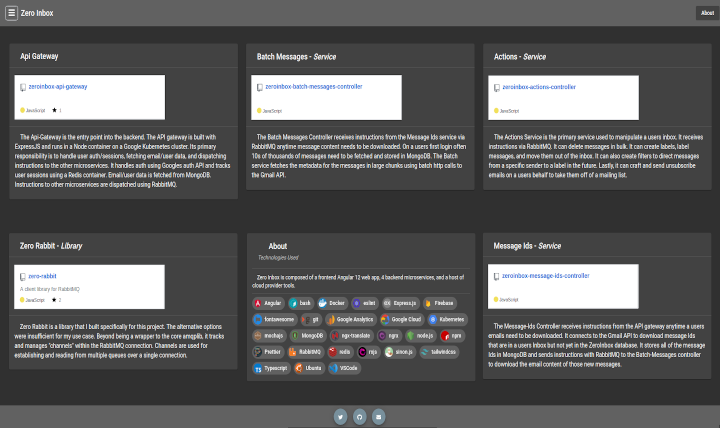 Zero Inbox
About
Api Gateway
zeroinbox-api-gateway
JavaScript 1
The Api-Gateway is the entry point into the backend. The API gateway is built with
ExpressJS and runs in a Node container on a Google Kubernetes cluster. Its primary
responsibility is to handle user auth/sessions, fetching email/user data, and dispatching
instructions to the other microservices. It handles auth using Googles auth API and tracks
user sessions using a Redis container. Email/user data is fetched from MongoDB.
Instructions to other microservices are dispatched using RabbitMQ.
Batch Messages - Service
zeroinbox-batch-messages-controller
JavaScript
The Batch Messages Controller receives instructions from the Message Ids service via
RabbitMQ anytime message content needs to be downloaded. On a users first login often
10s of thousands of messages need to be fetched and stored in MongoDB. The Batch
service fetches the metadata for the messages in large chunks using batch http calls to
the Gmail API.
Actions - Service
zeroinbox-actions-controller
JavaScript
The Actions Service is the primary service used to manipulate a users inbox. It receives
instructions via RabbitMQ. It can delete messages in bulk. It can create labels, label
messages, and move them out of the inbox. It can also create filters to direct messages
from a specific sender to a label in the future. Lastly, it can craft and send unsubscribe
emails on a users behalf to take them off of a mailing list.
Zero Rabbit - Library
zero-rabbit
A client library for RabbitMQ
JavaScript 2
Zero Rabbit is a library that I built specifically for this project. The alternative options
were insufficient for my use case. Beyond being a wrapper to the core amqplib, it tracks
and manages "channels" within the RabbitMQ connection. Channels are used for
establishing and reading from multiple queues over a single connection.
About
Technologies Used
Zero Inbox is composed of a frontend Angular 12 web app, 4 backend microservices, and a host of
cloud provider tools.
Angular bash Docker eslint Express.js Firebase
fontawesome git Google Analytics Google Cloud Kubernetes
mochajs MongoDB ngx-translate ngrx node.js npm
Prettier RabbitMQ redis rxjs sinon.js tailwindcss
Typescript Ubuntu VSCode
Message Ids - Service
zeroinbox-message-ids-controller
JavaScript
The Message-Ids Controller receives instructions from the API gateway anytime a users
emails need to be downloaded. It connects to the Gmail API to download message Ids
that are in a users Inbox but not yet in the ZeroInbox database. It stores all of the message
Ids in MongoDB and sends instructions with RabbitMQ to the Batch-Messages controller
to download the email content of those new messages.